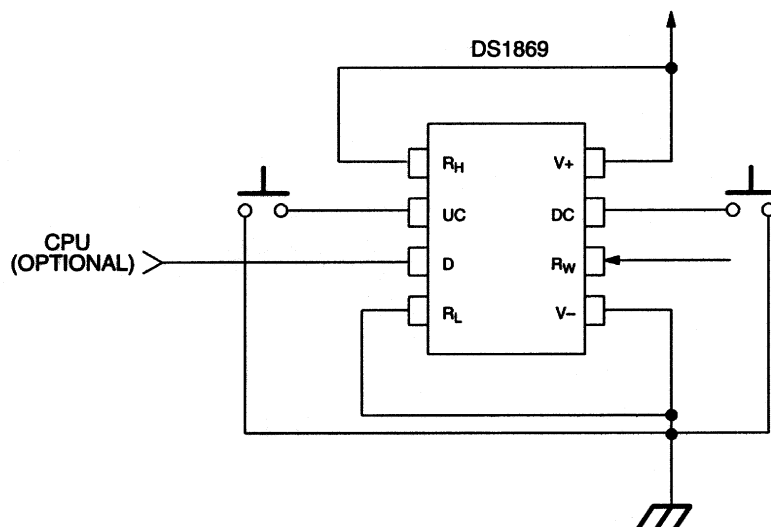 DS1869
RH V+
UC DC
CPU
(OPTIONAL)
D RW
RL V–